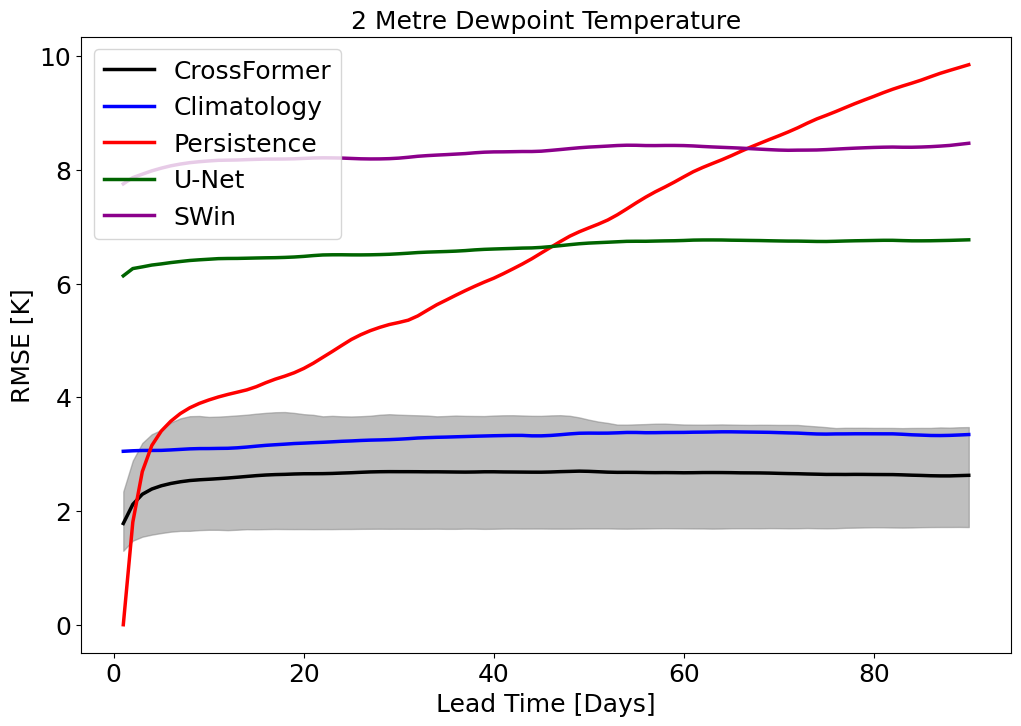 2 Metre Dewpoint Temperature
10
8
6
4
2
0
RMSE [K]
CrossFormer
Climatology
Persistence
U-Net
SWin
0 20 40 60 80
Lead Time [Days]